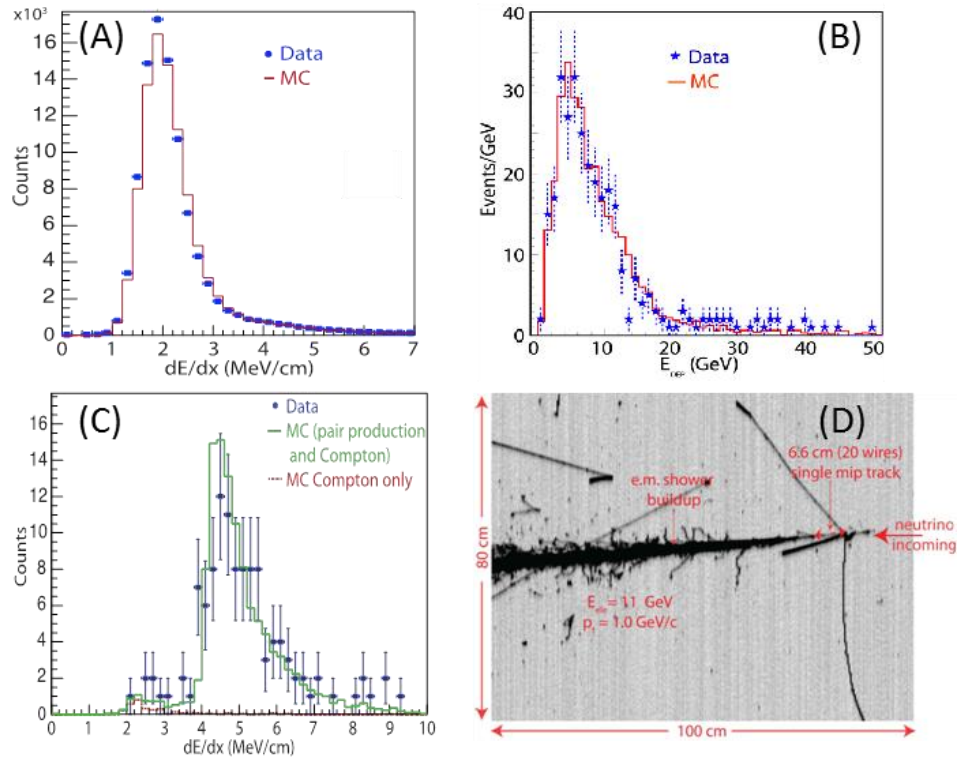 ×10³
16
14
12
10
8
6
4
2
0
Counts
(A)
Data
MC
0 1 2 3 4 5 6 7
dE/dx (MeV/cm)
40
30
20
10
0
Events/GeV
(B)
Data
MC
0 10 20 30 40 50
E_DEP (GeV)
16
14
12
10
8
6
4
2
0
Counts
(C)
Data
MC (pair production
and Compton)
MC Compton only
0 1 2 3 4 5 6 7 8 9 10
dE/dx (MeV/cm)
(D)
6.6 cm (20 wires)
single mip track
e.m. shower
buildup
neutrino
incoming
80 cm
= 11 GeV
= 1.0 GeV/c
100 cm